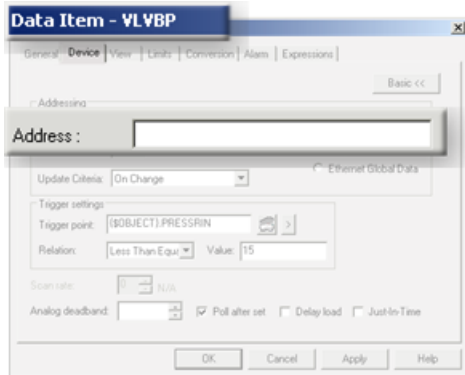 Data Item - VLVBP
General Device View Limits Conversion Alarm Expressions
Basic <<
Addressing
Address :
Ethernet Global Data
Update Criteria: On Change
Trigger settings
Trigger point: {$OBJECT}.PRESSRIN >
Relation: Less Than Equa Value: 15
Scan rate: 0 N/A
Analog deadband: Poll after set Delay load Just-In-Time
OK Cancel Apply Help